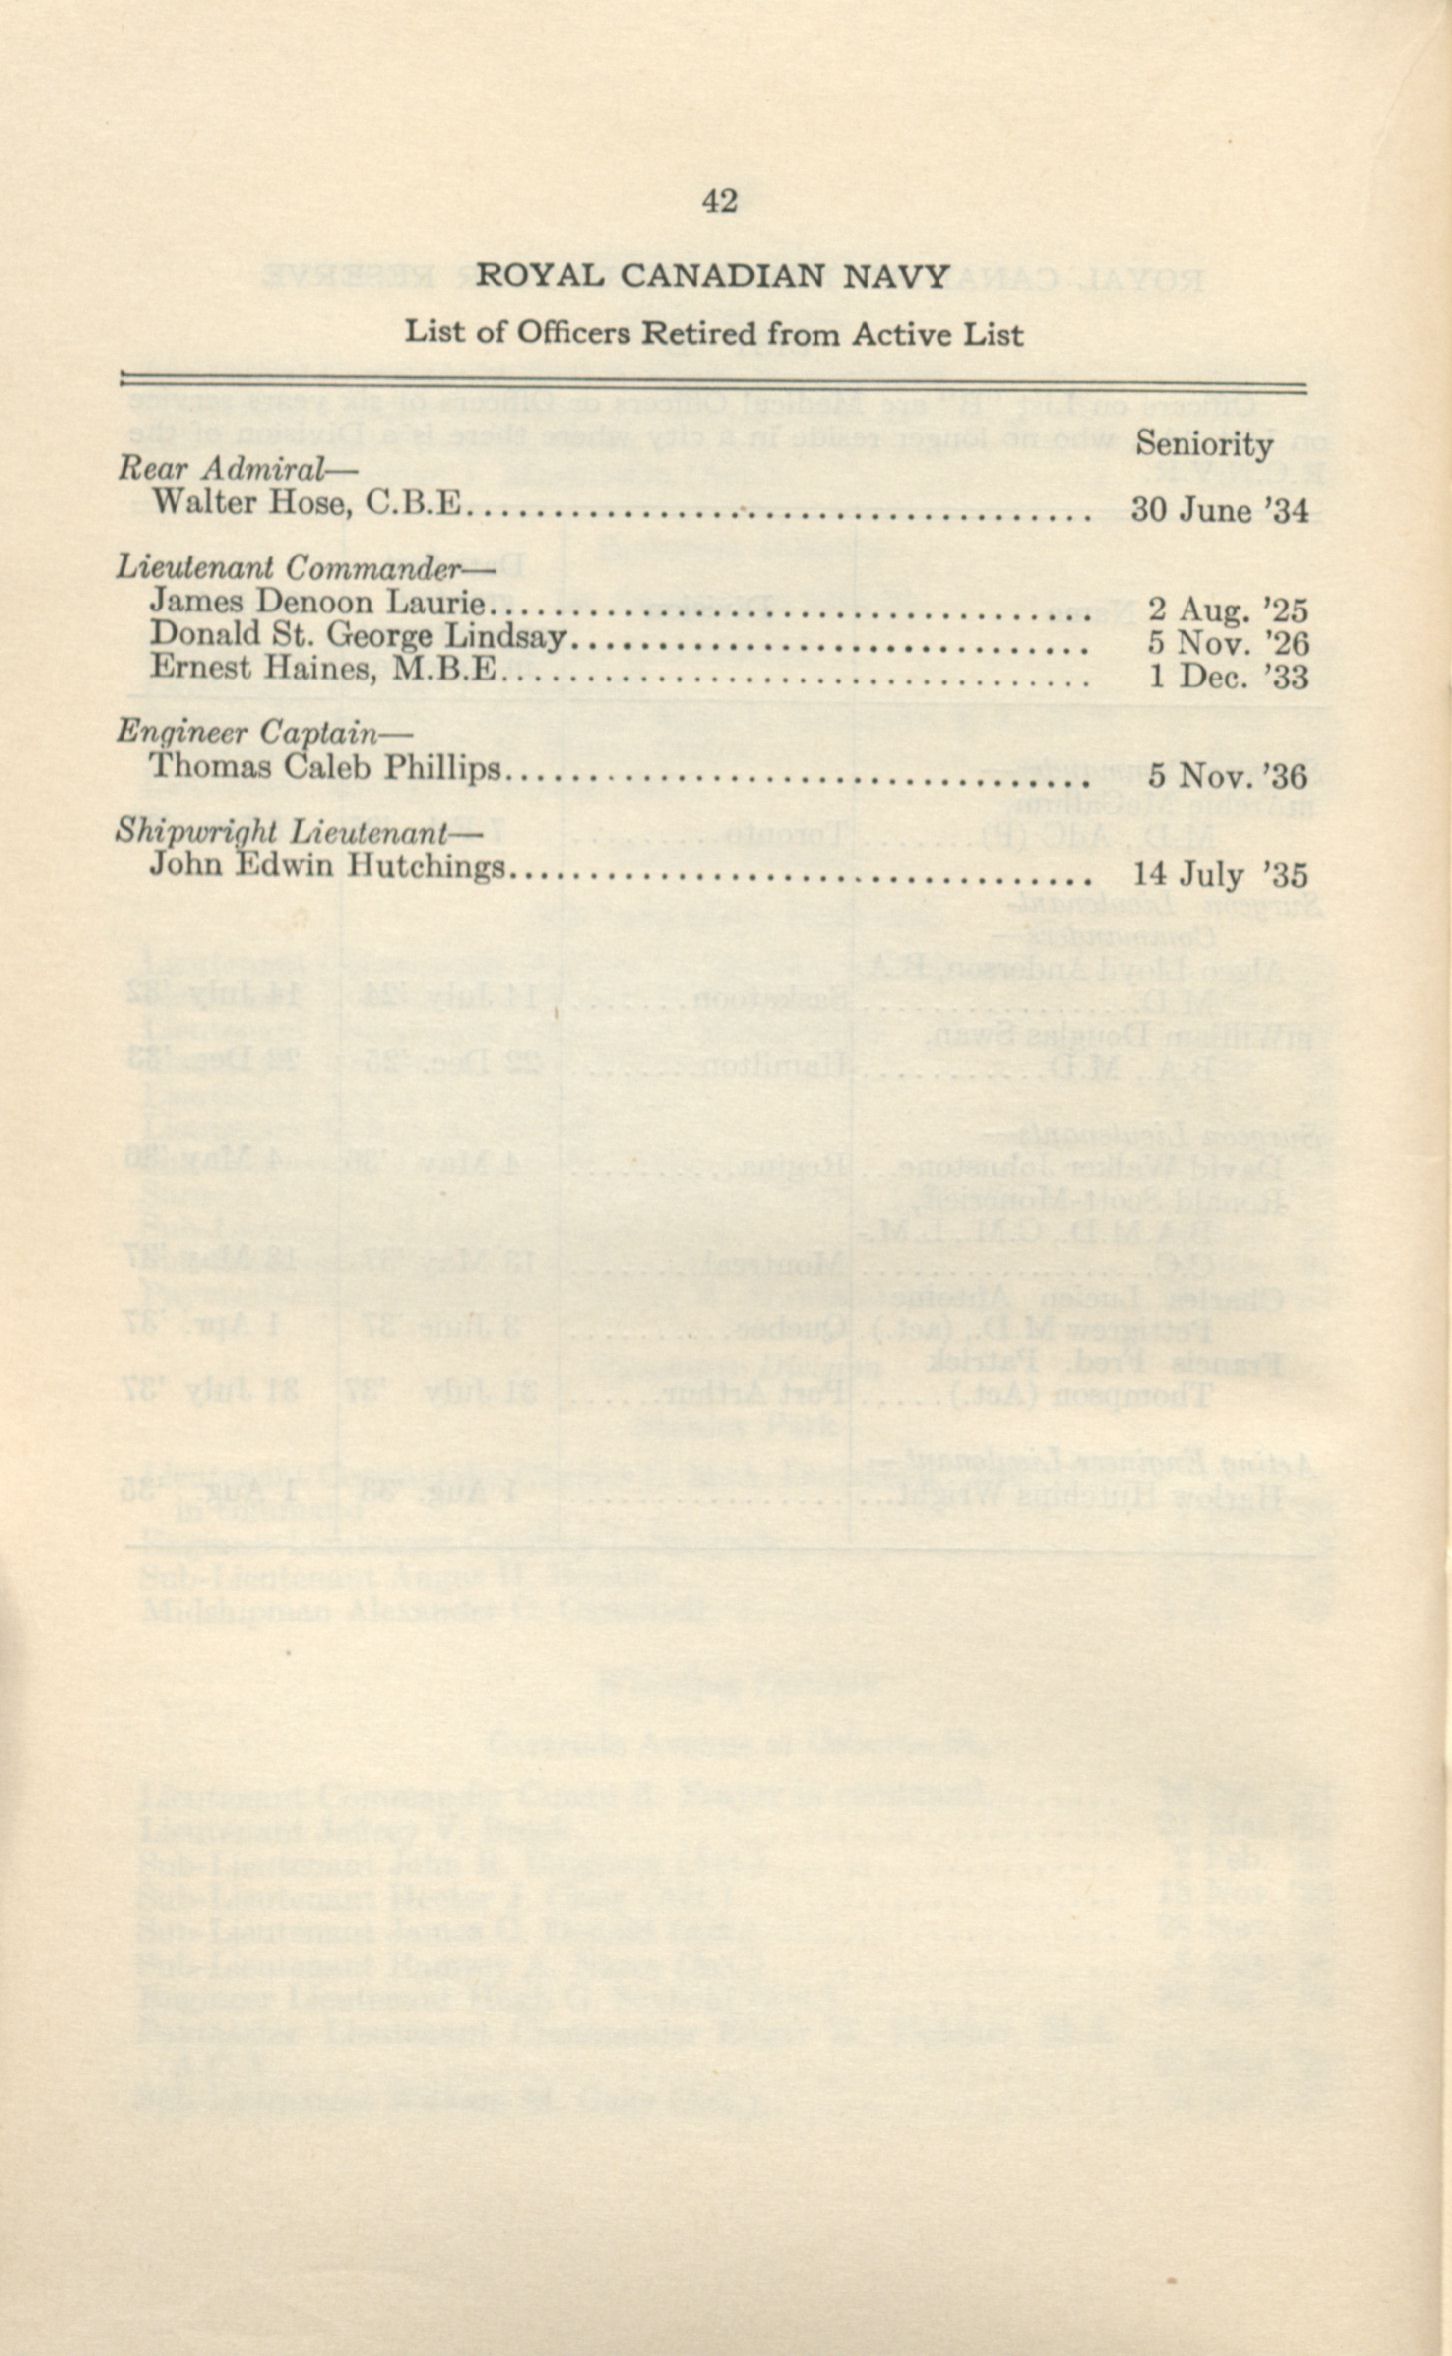 42
ROYAL CANADIAN NAVY
List of Officers Retired from Active List
Seniority
Rear Admiral—
Walter Hose, C.B.E.................................... 30 June '34
Lieutenant Commander—
James Denoon Laurie.................................. 2 Aug. '25
Donald St. George Lindsay............................. 5 Nov. '26
Ernest Haines, M.B.E.................................. 1 Dec. '33
Engineer Captain—
Thomas Caleb Phillips.................................. 5 Nov. '36
Shipwright Lieutenant—
John Edwin Hutchings.................................. 14 July '35